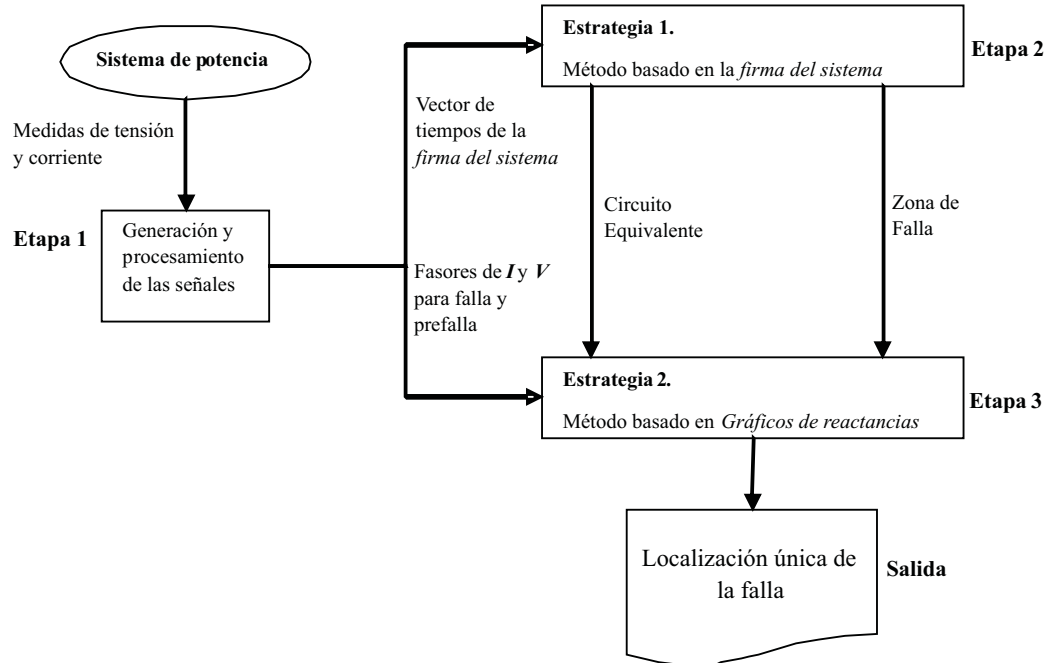 Sistema de potencia
Medidas de tensión
y corriente
Etapa 1
Generación y
procesamiento
de las señales
Vector de
tiempos de la
firma del sistema
Fasores de I y V
para falla y
prefalla
Estrategia 1.
Método basado en la firma del sistema
Etapa 2
Circuito
Equivalente
Zona de
Falla
Estrategia 2.
Método basado en Gráficos de reactancias
Etapa 3
Localización única de
la falla
Salida